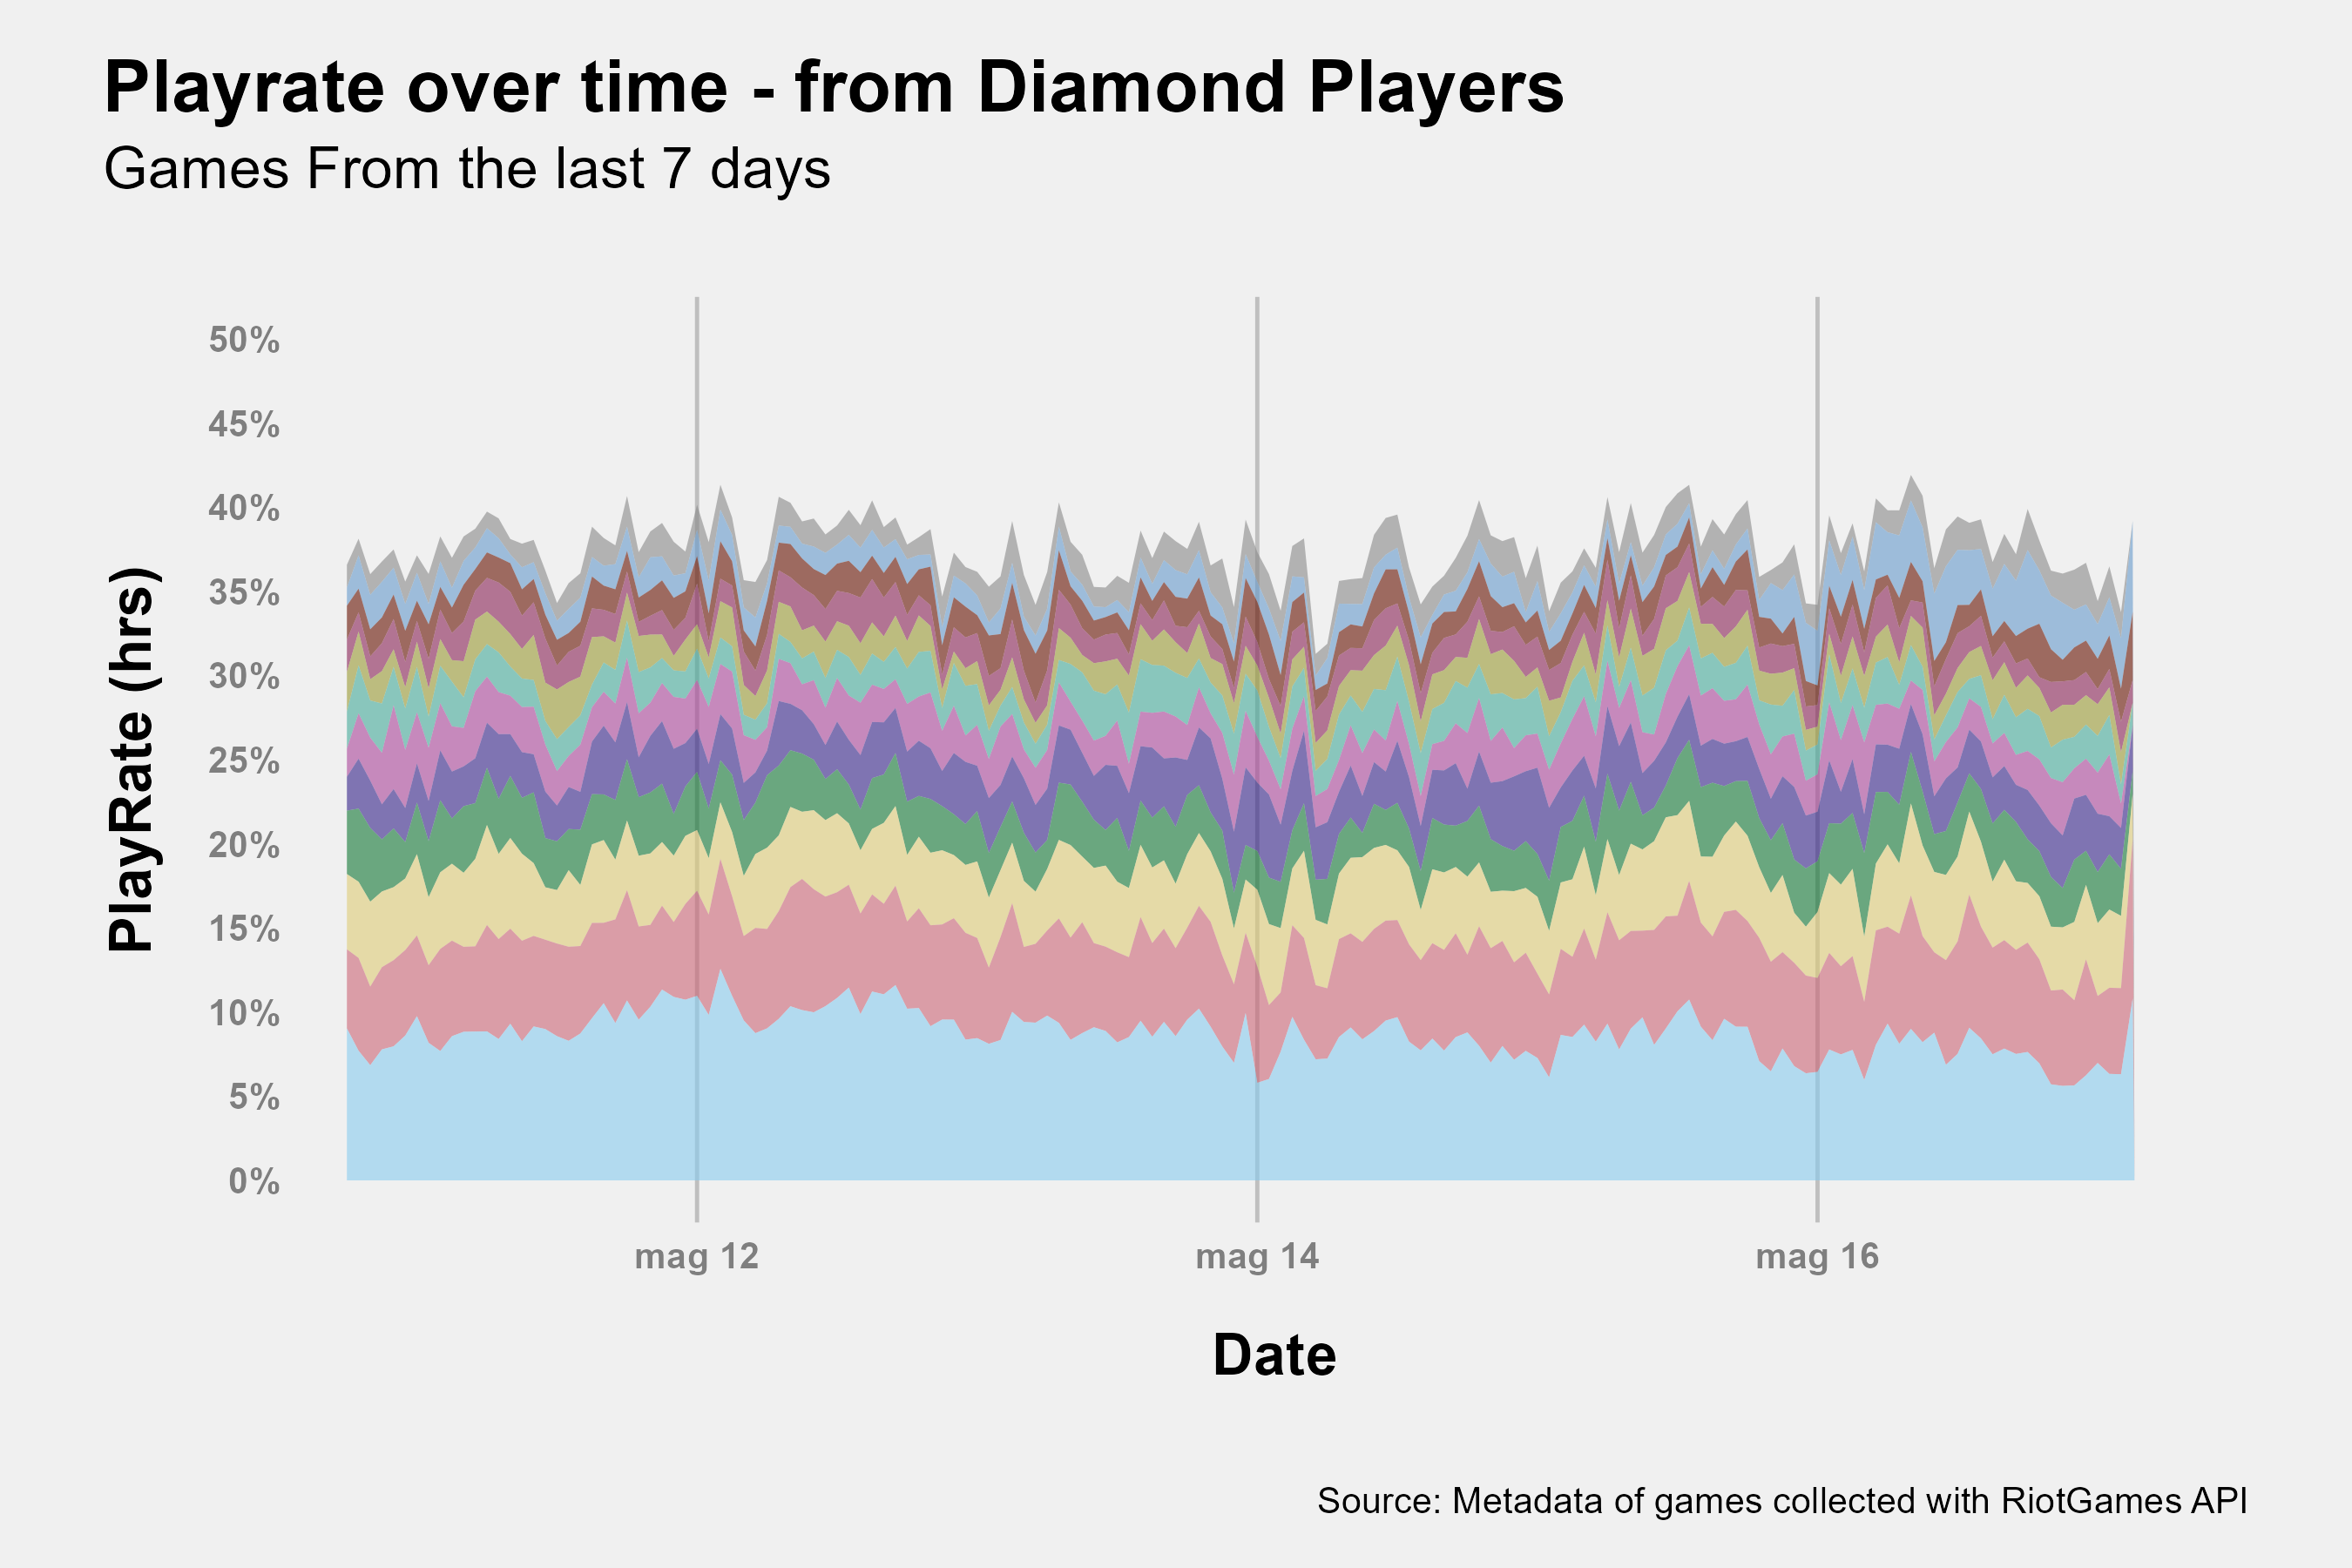 Playrate over time - from Diamond Players
Games From the last 7 days
PlayRate (hrs)
50%
45%
40%
35%
30%
25%
20%
15%
10%
5%
0%
mag 12
mag 14
mag 16
Date
Source: Metadata of games collected with RiotGames API